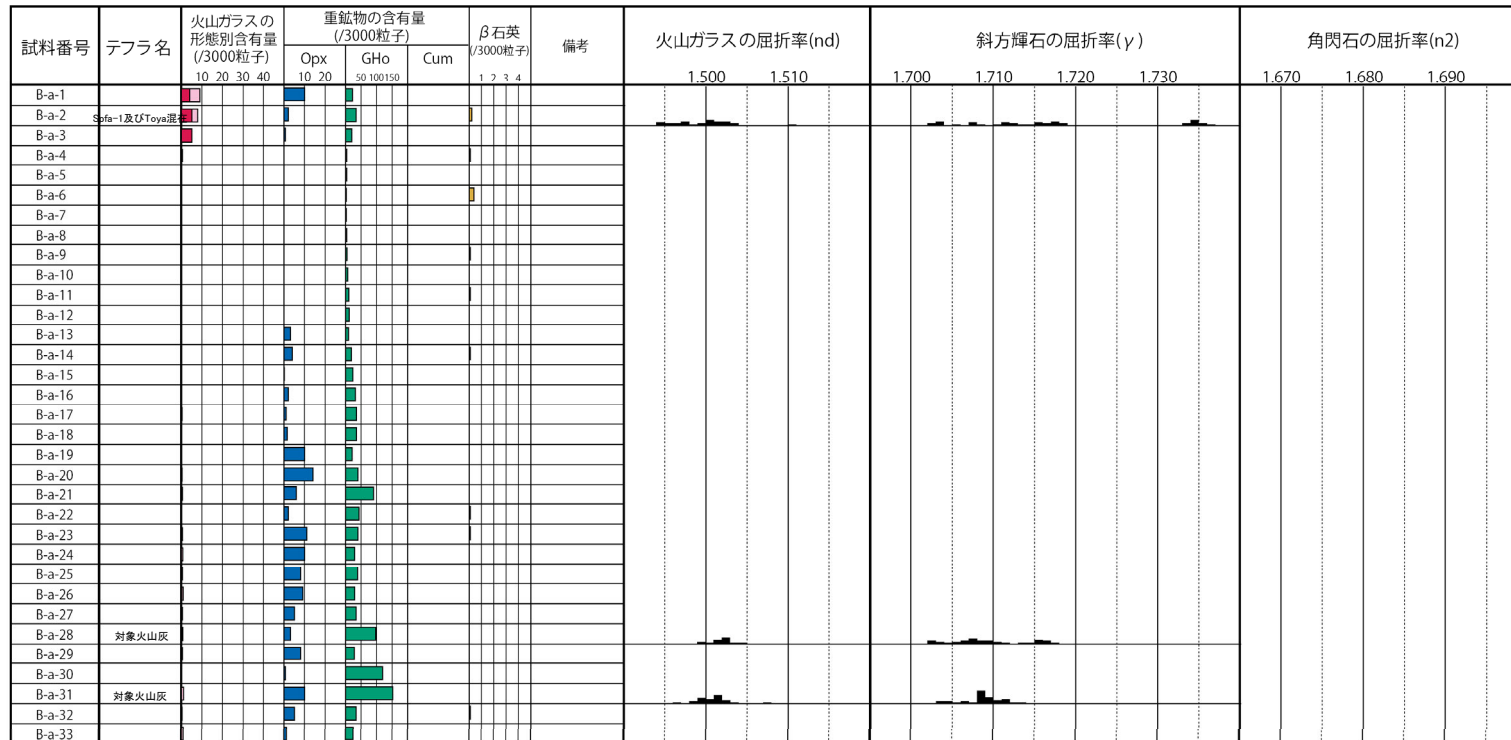 試料番号 テフラ名 火山ガラスの形態別含有量(/3000粒子) 重鉱物の含有量(/3000粒子) β石英(/3000粒子) 備考 火山ガラスの屈折率(nd) 斜方輝石の屈折率(γ) 角閃石の屈折率(n2)
Opx GHo Cum
10 20 30 40 10 20 50 100 150 1 2 3 4 1.500 1.510 1.700 1.710 1.720 1.730 1.670 1.680 1.690
B-a-1
B-a-2 Spfa-1及びToya混在
B-a-3
B-a-4
B-a-5
B-a-6
B-a-7
B-a-8
B-a-9
B-a-10
B-a-11
B-a-12
B-a-13
B-a-14
B-a-15
B-a-16
B-a-17
B-a-18
B-a-19
B-a-20
B-a-21
B-a-22
B-a-23
B-a-24
B-a-25
B-a-26
B-a-27
B-a-28 対象火山灰
B-a-29
B-a-30
B-a-31 対象火山灰
B-a-32
B-a-33